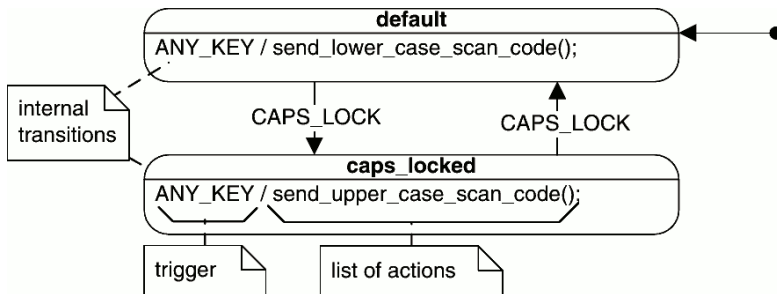 default
ANY_KEY / send_lower_case_scan_code();
internal
transitions
CAPS_LOCK
CAPS_LOCK
caps_locked
ANY_KEY / send_upper_case_scan_code();
trigger
list of actions